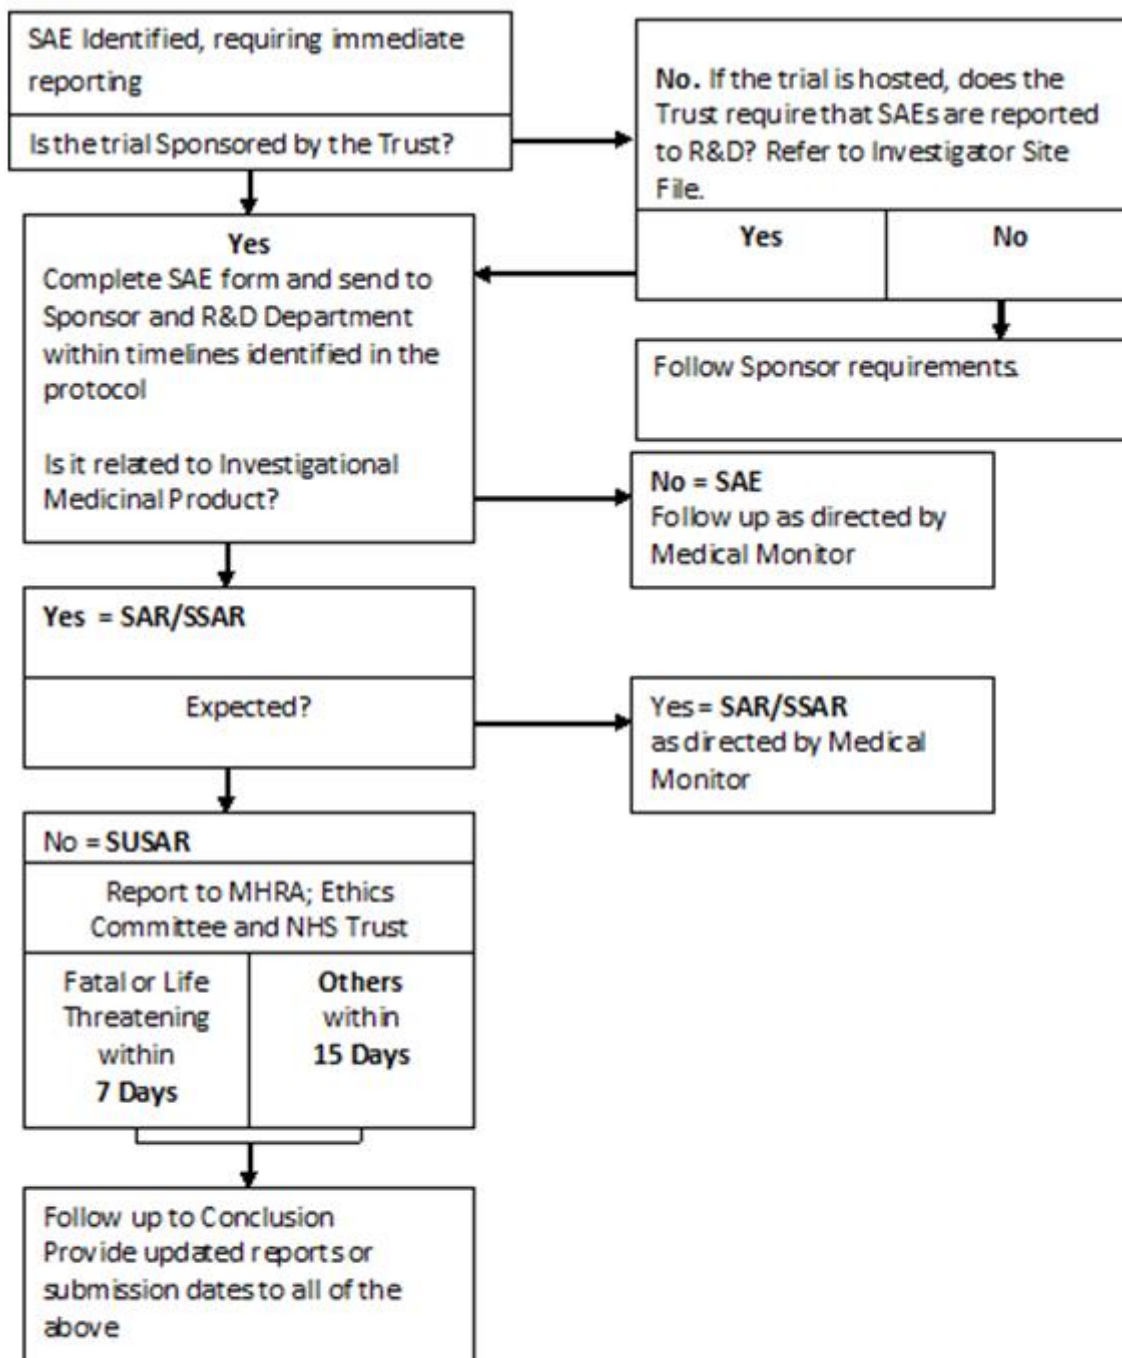 SAE Identified, requiring immediate
reporting
Is the trial Sponsored by the Trust?
No. If the trial is hosted, does the
Trust require that SAEs are reported
to R&D? Refer to Investigator Site
File.
Yes
No
Yes
Complete SAE form and send to
Sponsor and R&D Department
within timelines identified in the
protocol
Is it related to Investigational
Medicinal Product?
Follow Sponsor requirements.
No = SAE
Follow up as directed by
Medical Monitor
Yes = SAR/SSAR
Expected?
Yes = SAR/SSAR
as directed by Medical
Monitor
No = SUSAR
Report to MHRA; Ethics
Committee and NHS Trust
Fatal or Life
Threatening
within
7 Days
Others
within
15 Days
Follow up to Conclusion
Provide updated reports or
submission dates to all of the
above